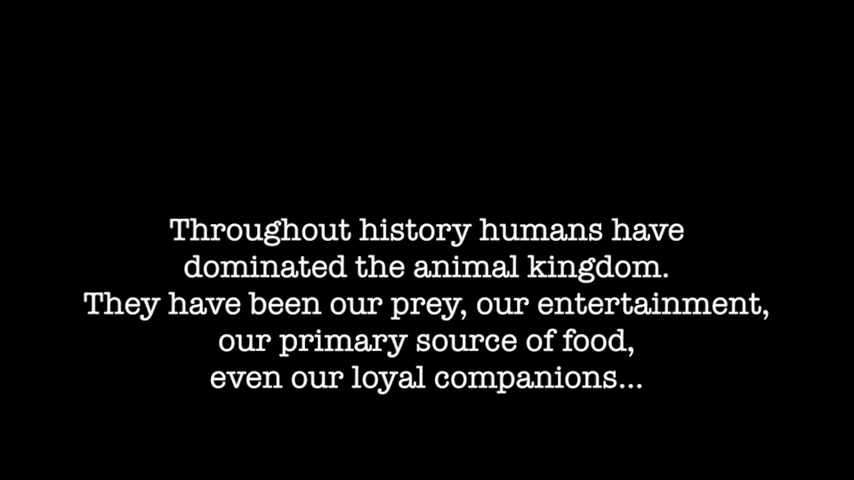 Throughout history humans have
dominated the animal kingdom.
They have been our prey, our entertainment,
our primary source of food,
even our loyal companions...